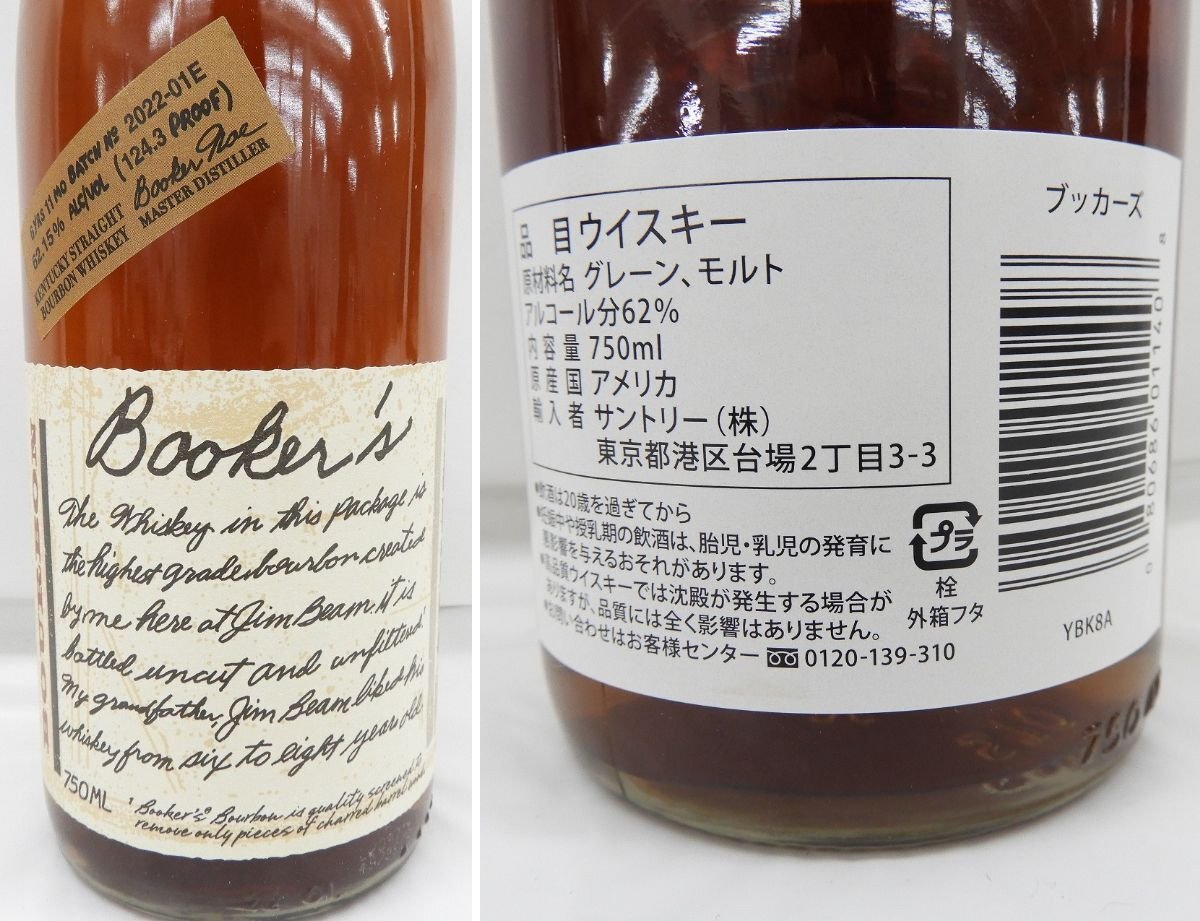 6 YRS 11 MO BATCH Nº 2022-01E
62.15% ALC/VOL (124.3 PROOF)
KENTUCKY STRAIGHT
BOURBON WHISKEY
Booker Noe
MASTER DISTILLER
Booker's
The Whiskey in this package is
the highest grade bourbon created
by me here at Jim Beam. it is
bottled uncut and unfiltered.
My grandfather, Jim Beam liked his
whiskey from six to eight years old.
750ML
Booker's® Bourbon is quality screened to
remove only pieces of charred barrel
品 目 ウイスキー
原材料名 グレーン、モルト
アルコール分62%
内容量 750ml
原産国 アメリカ
輸入者 サントリー(株)
東京都港区台場2丁目3-3
●飲酒は20歳を過ぎてから
●妊娠中や授乳期の飲酒は、胎児・乳児の発育に
悪影響を与えるおそれがあります。
●高品質ウイスキーでは沈殿が発生する場合が
ありますが、品質には全く影響はありません。
●お問い合わせはお客様センター 0120-139-310
ブッカーズ
0 80686 01140 8
プラ
栓
外箱フタ
YBK8A
750